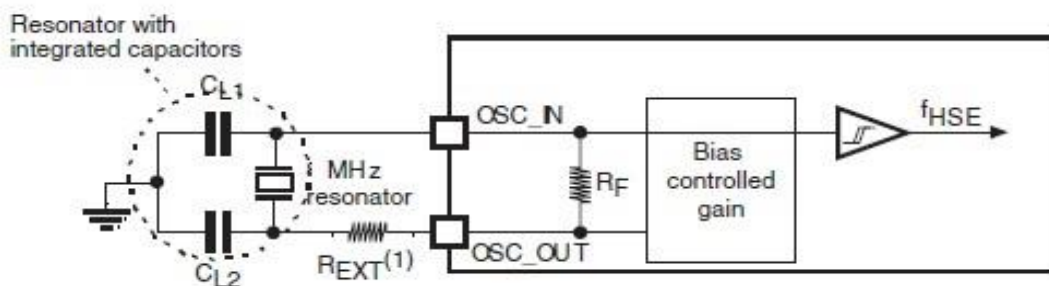 Resonator with
integrated capacitors
CL1
OSC_IN
fHSE
MHz
resonator
RF
Bias
controlled
gain
REXT(1)
OSC_OUT
CL2